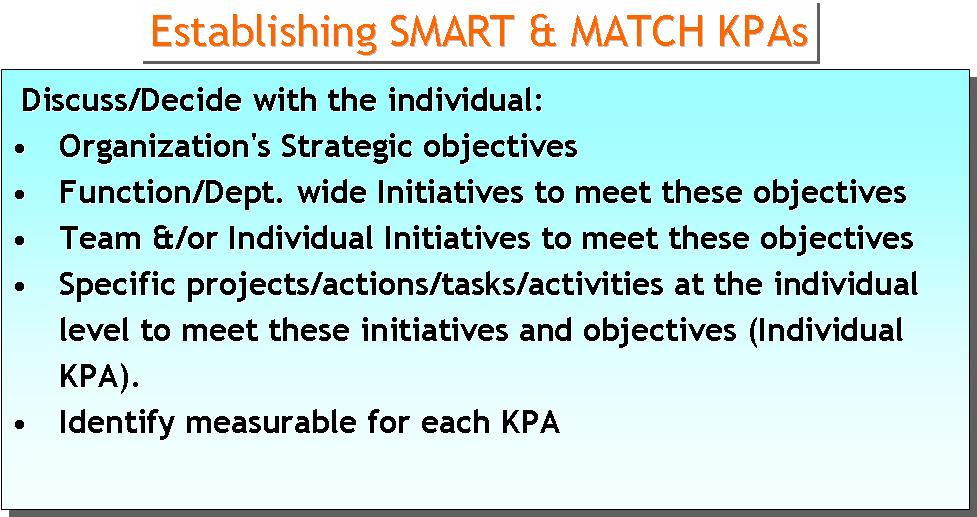 Establishing SMART & MATCH KPAs
Discuss/Decide with the individual:
• Organization's Strategic objectives
• Function/Dept. wide Initiatives to meet these objectives
• Team &/or Individual Initiatives to meet these objectives
• Specific projects/actions/tasks/activities at the individual
level to meet these initiatives and objectives (Individual
KPA).
• Identify measurable for each KPA